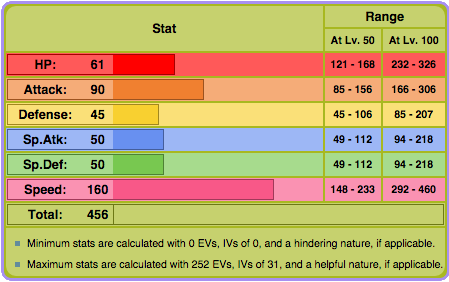 Stat
Range
At Lv. 50 At Lv. 100
HP: 61 121 - 168 232 - 326
Attack: 90 85 - 156 166 - 306
Defense: 45 45 - 106 85 - 207
Sp.Atk: 50 49 - 112 94 - 218
Sp.Def: 50 49 - 112 94 - 218
Speed: 160 148 - 233 292 - 460
Total: 456
Minimum stats are calculated with 0 EVs, IVs of 0, and a hindering nature, if applicable.
Maximum stats are calculated with 252 EVs, IVs of 31, and a helpful nature, if applicable.